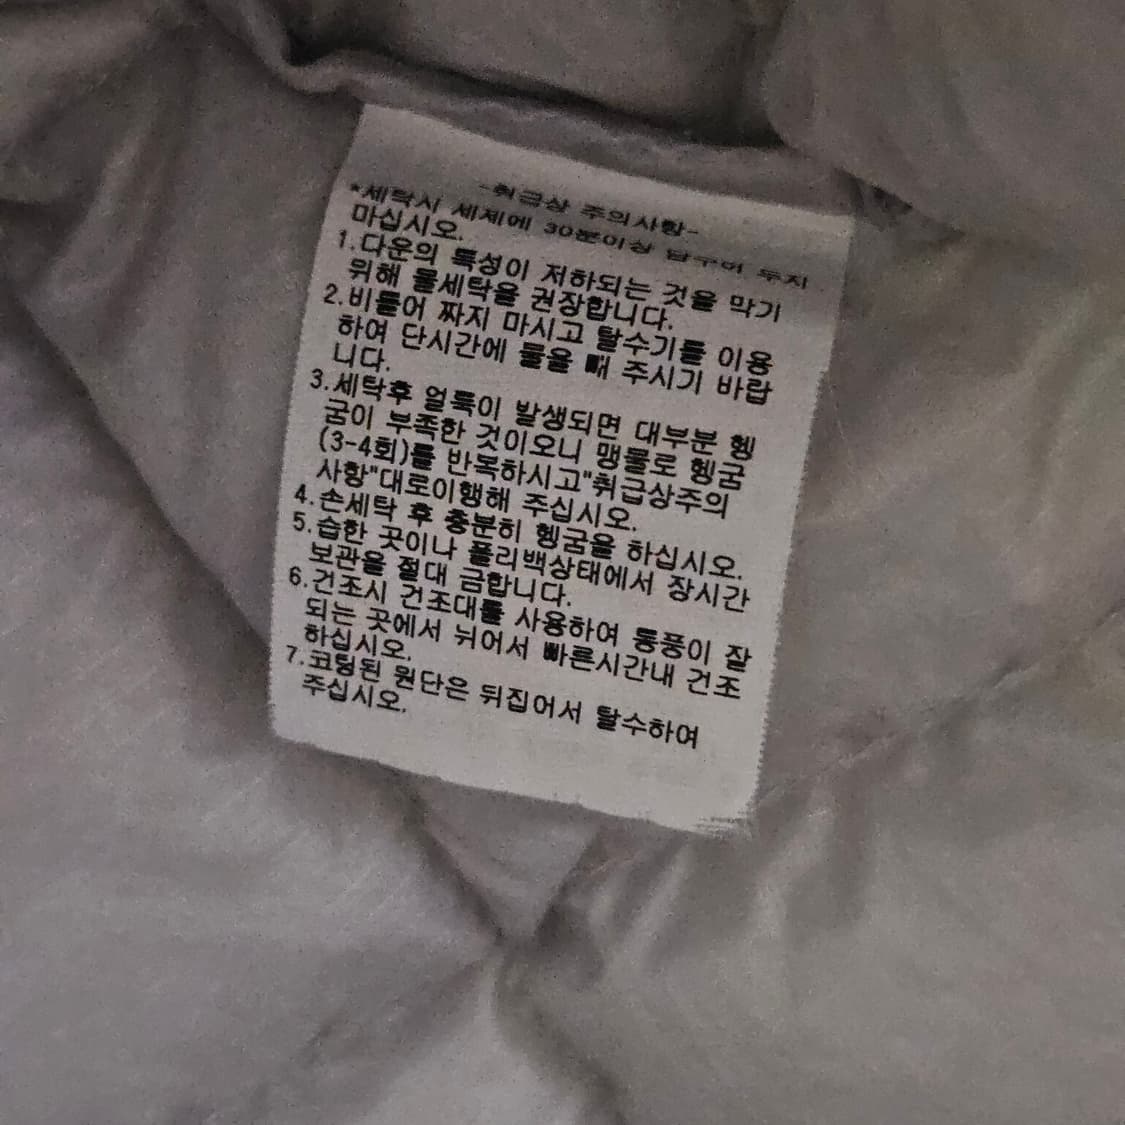 -취급상 주의사항-
*세탁시 세제에 30분이상 담구어 두지
마십시오.
1.다운의 특성이 저하되는 것을 막기
위해 물세탁을 권장합니다.
2.비틀어 짜지 마시고 탈수기를 이용
하여 단시간에 물을 빼 주시기 바랍
니다.
3.세탁후 얼룩이 발생되면 대부분 헹
굼이 부족한 것이오니 맹물로 헹굼
(3-4회)를 반복하시고"취급상주의
사항"대로이행해 주십시오.
4.손세탁 후 충분히 헹굼을 하십시오.
5.습한 곳이나 폴리백상태에서 장시간
보관을 절대 금합니다.
6.건조시 건조대를 사용하여 통풍이 잘
되는 곳에서 뉘어서 빠른시간내 건조
하십시오.
7.코팅된 원단은 뒤집어서 탈수하여
주십시오.